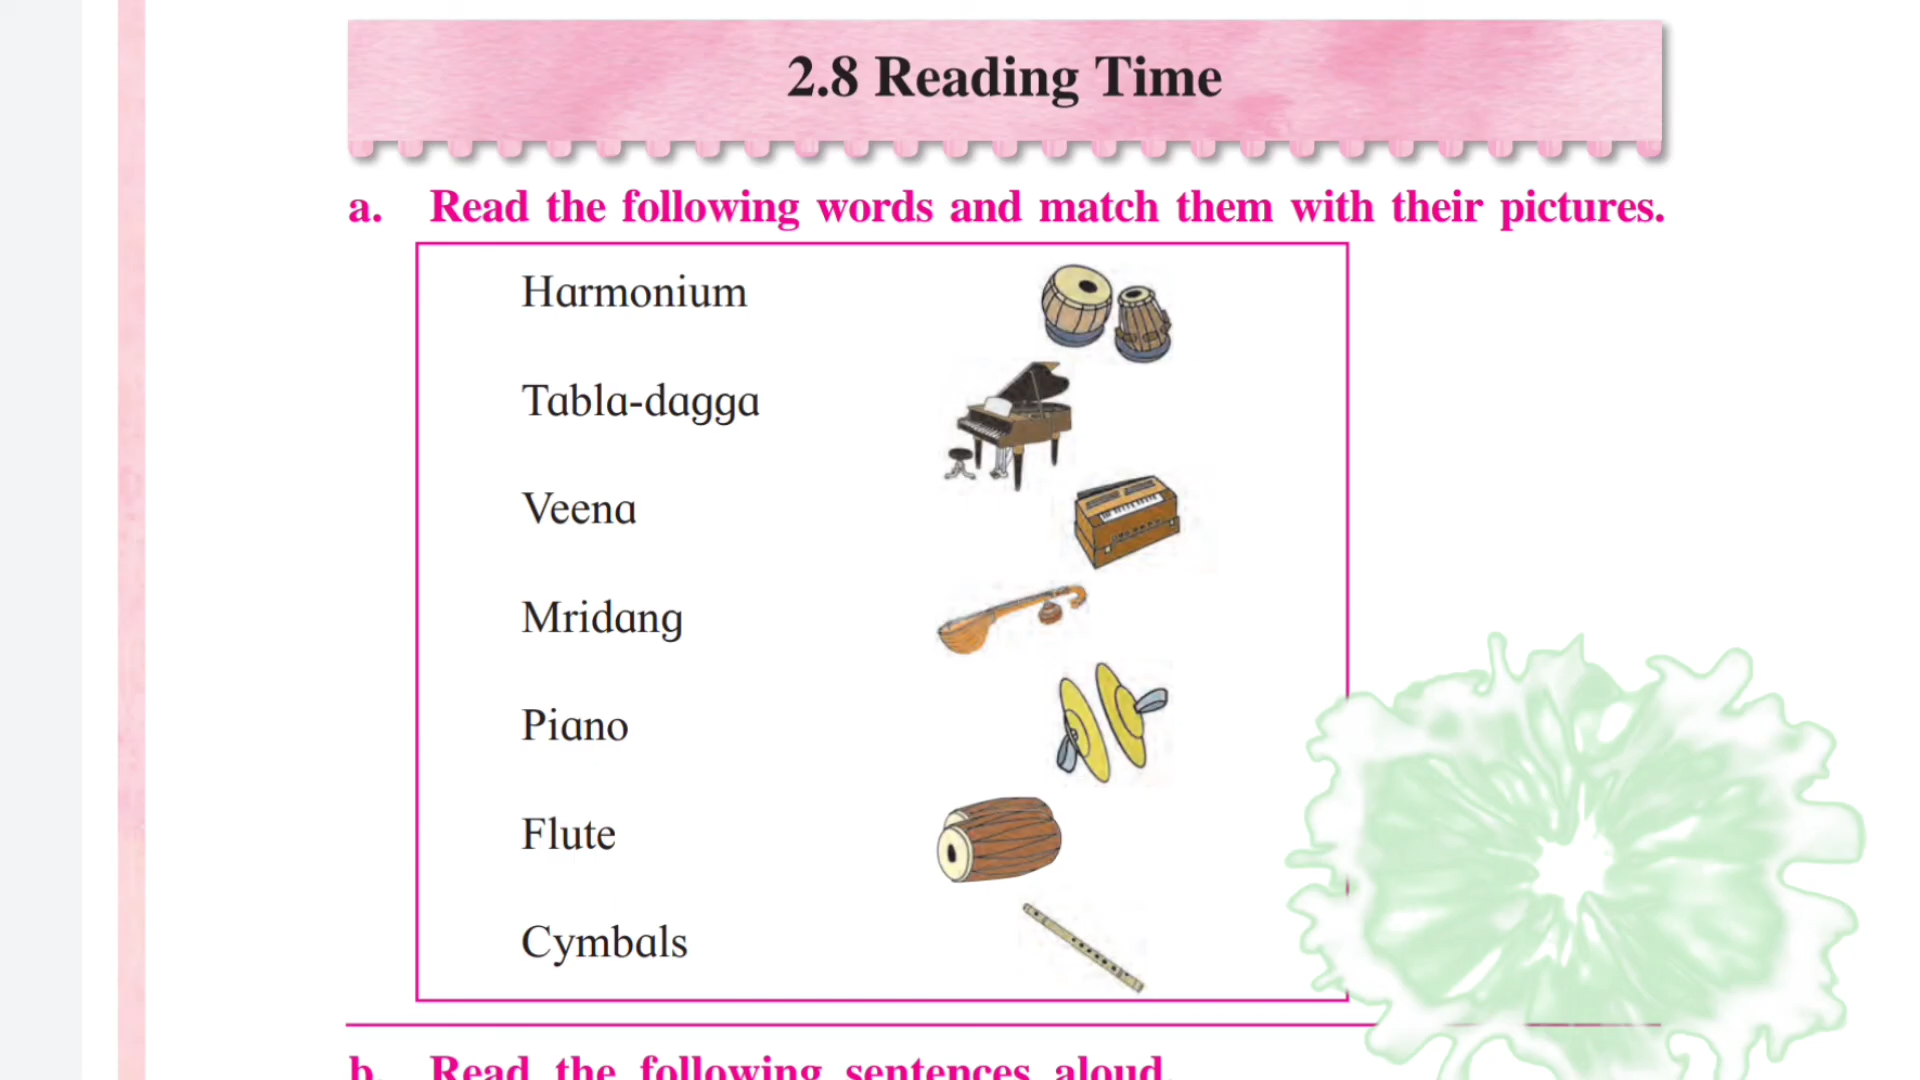 2.8 Reading Time
a. Read the following words and match them with their pictures.
Harmonium
Tabla-dagga
Veena
Mridang
Piano
Flute
Cymbals
b. Read the following sentences aloud.